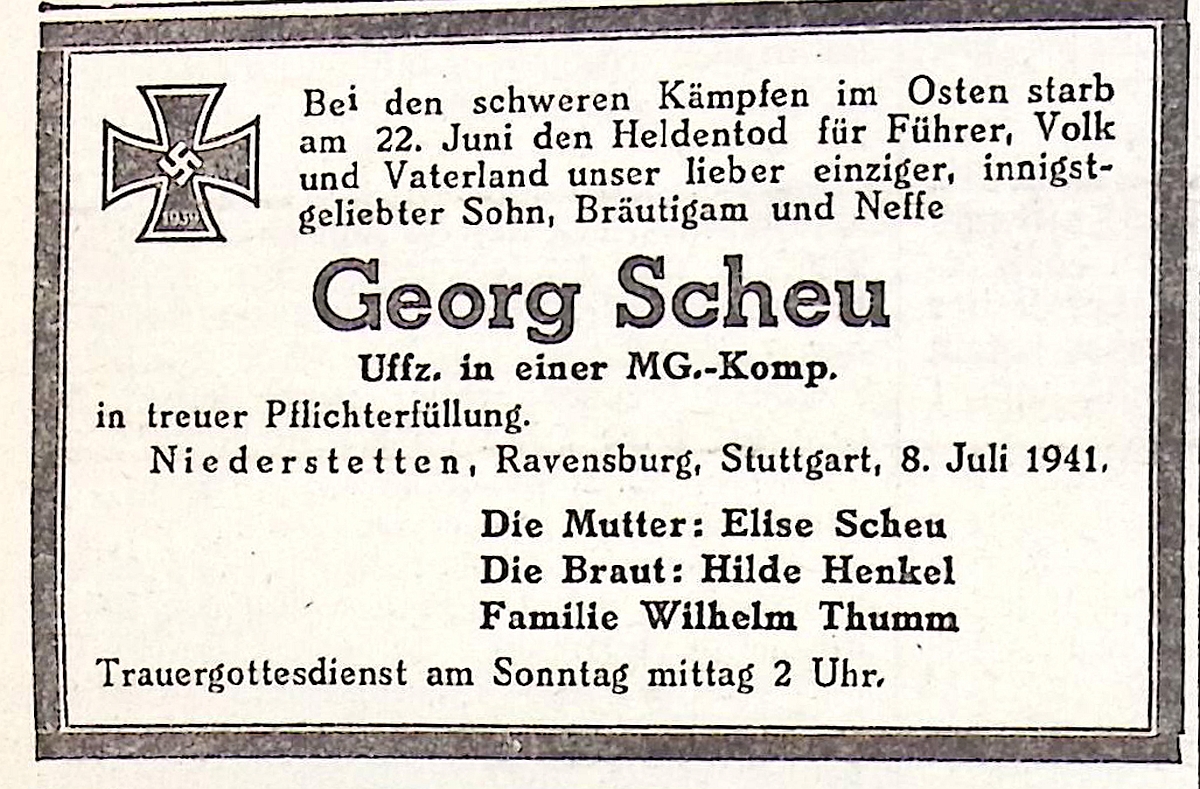 1939
Bei den schweren Kämpfen im Osten starb
am 22. Juni den Heldentod für Führer, Volk
und Vaterland unser lieber einziger, innigst-
geliebter Sohn, Bräutigam und Neffe
Georg Scheu
Uffz. in einer MG.-Komp.
in treuer Pflichterfüllung.
Niederstetten, Ravensburg, Stuttgart, 8. Juli 1941.
Die Mutter: Elise Scheu
Die Braut: Hilde Henkel
Familie Wilhelm Thumm
Trauergottesdienst am Sonntag mittag 2 Uhr.